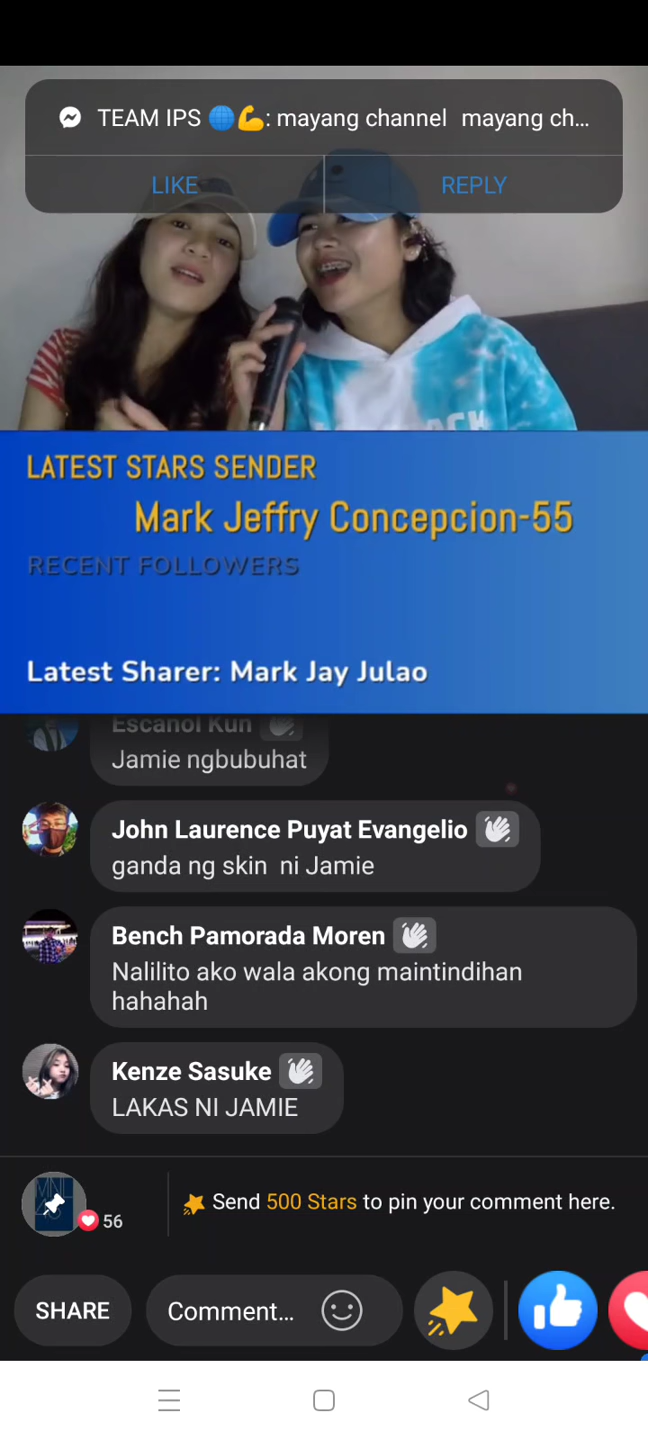 TEAM IPS 🌐💪: mayang channel mayang ch...
LIKE
REPLY
LATEST STARS SENDER
Mark Jeffry Concepcion-55
RECENT FOLLOWERS
Latest Sharer: Mark Jay Julao
Escanol Kun
Jamie ngbubuhat
John Laurence Puyat Evangelio
ganda ng skin ni Jamie
Bench Pamorada Moren
Nalilito ako wala akong maintindihan
hahahah
Kenze Sasuke
LAKAS NI JAMIE
56
Send 500 Stars to pin your comment here.
SHARE
Comment...